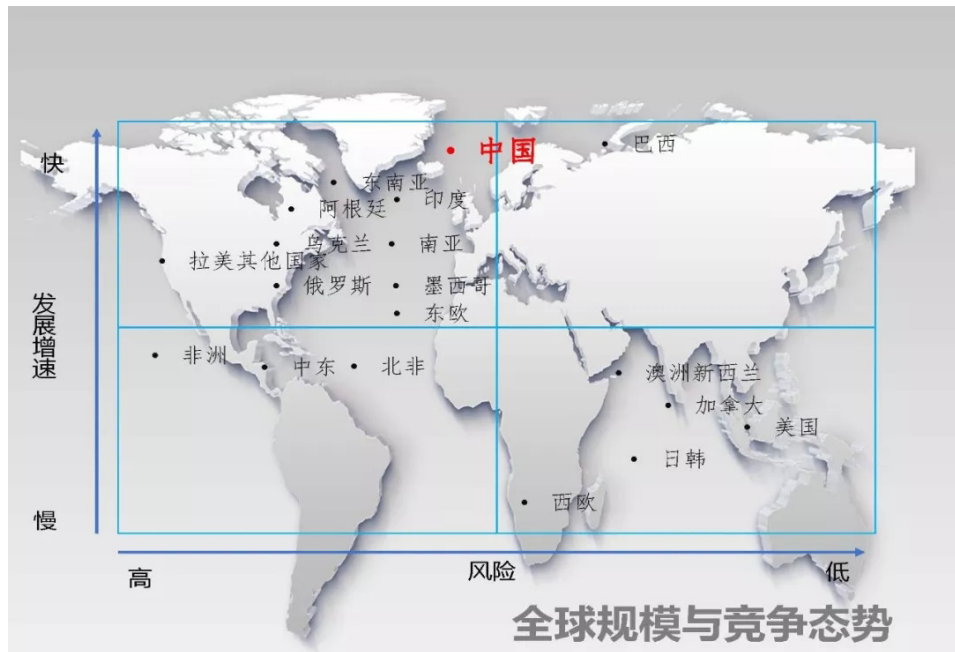 快
中国
巴西
东南亚
印度
阿根廷
乌克兰
南亚
拉美其他国家
俄罗斯
墨西哥
东欧
发展增速
非洲
中东
北非
澳洲新西兰
加拿大
美国
日韩
西欧
慢
高
风险
低
全球规模与竞争态势